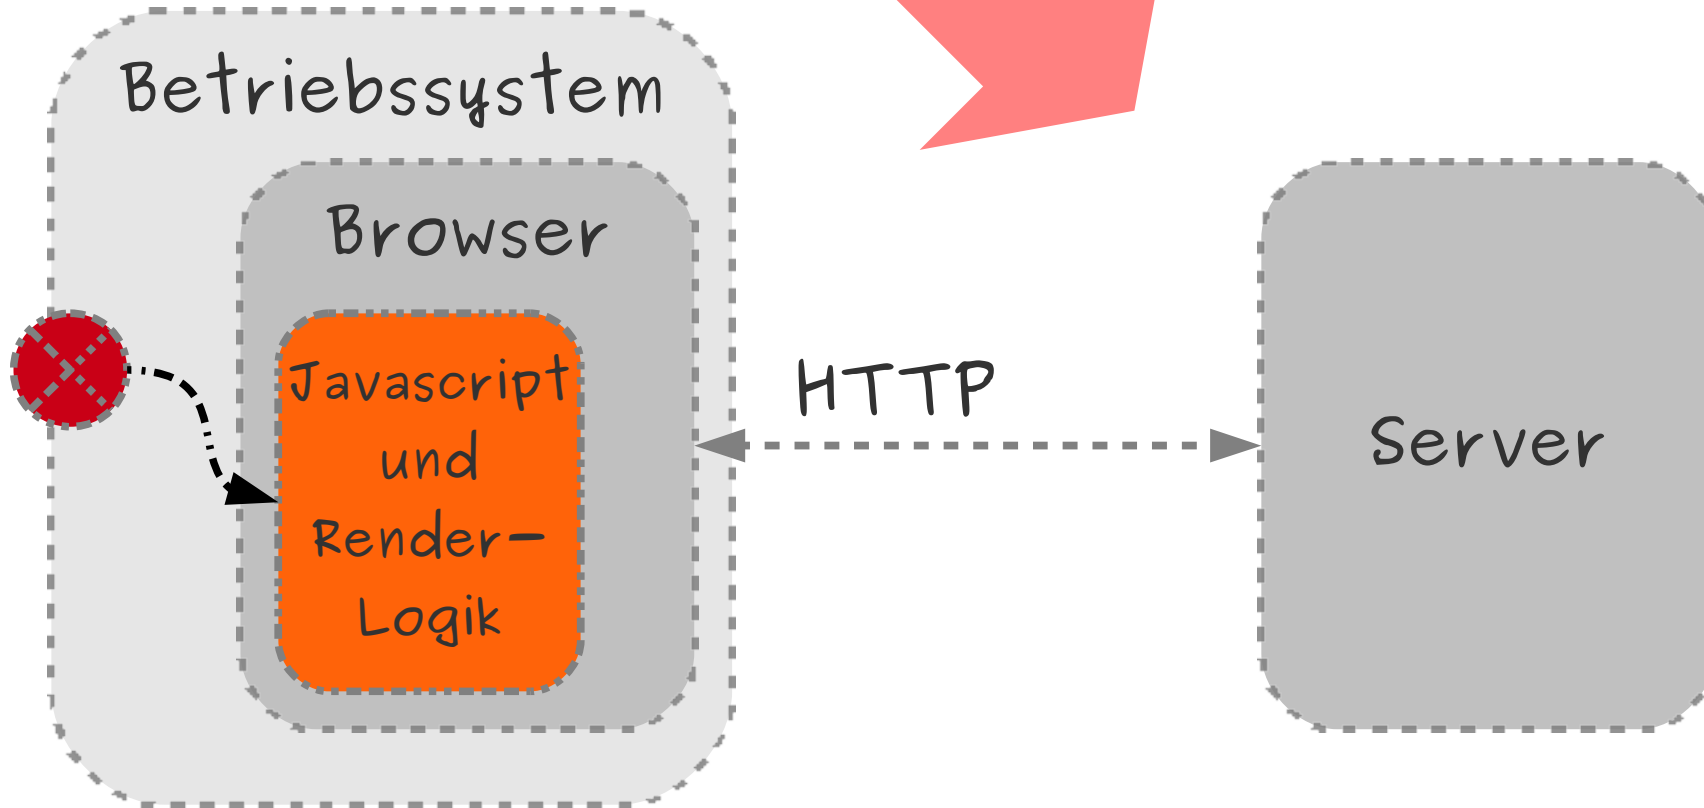 Betriebssystem
Browser
Javascript
und
Render-
Logik
HTTP
Server